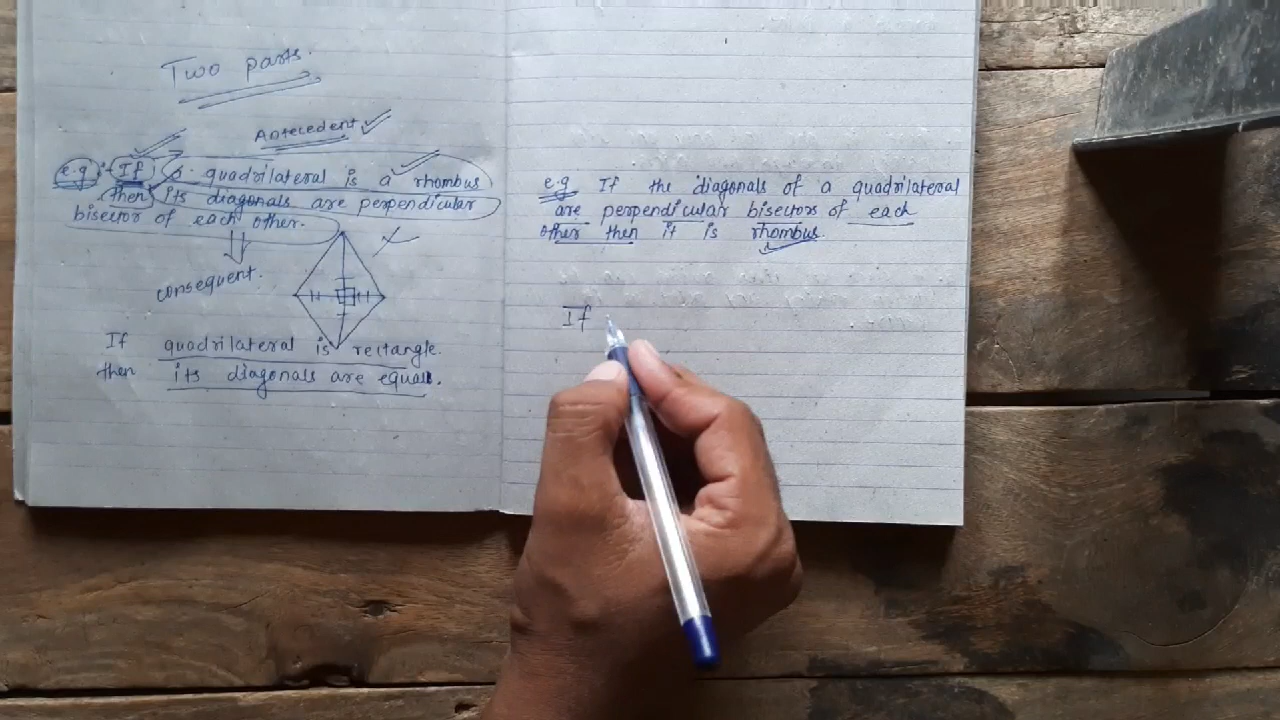 Two parts.
Antecedent
e.g :- If a quadrilateral is a rhombus
then its diagonals are perpendicular
bisector of each other.
consequent.
If quadrilateral is rectangle.
then its diagonals are equal.
e.g If the diagonals of a quadrilateral
are perpendicular bisectors of each
other then it is rhombus
If